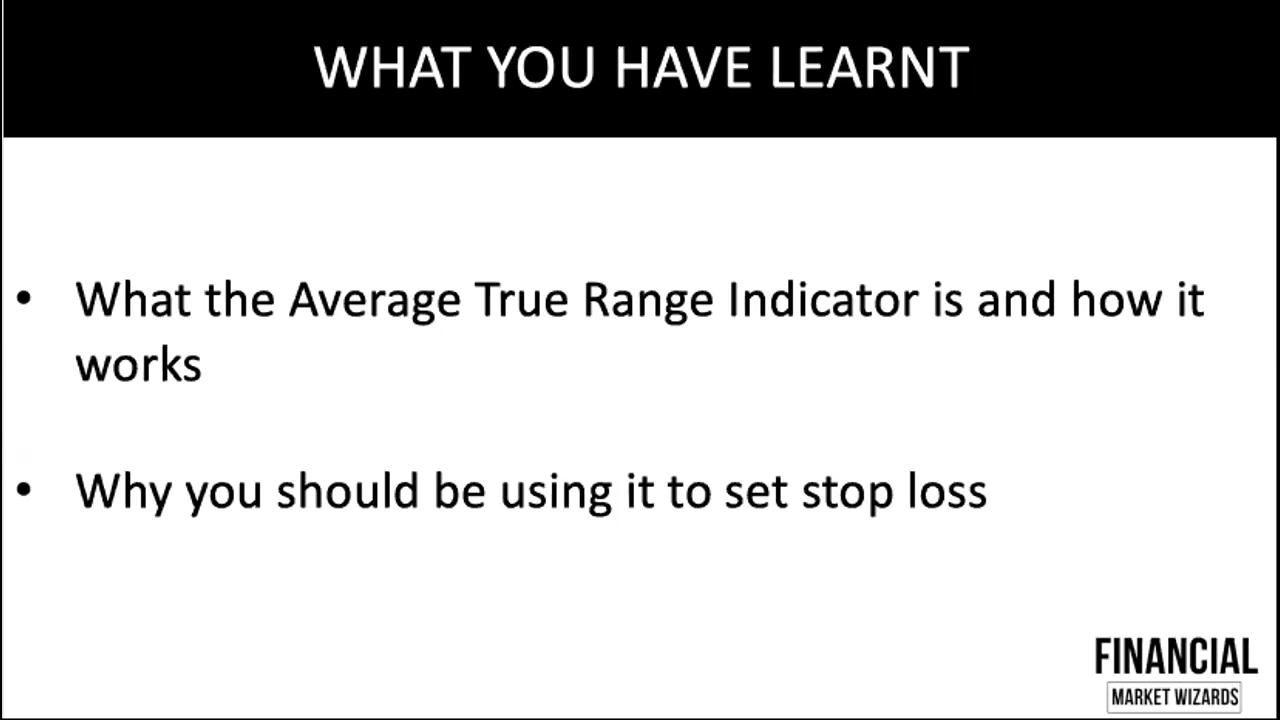 WHAT YOU HAVE LEARNT
• What the Average True Range Indicator is and how it
works
• Why you should be using it to set stop loss
FINANCIAL
MARKET WIZARDS